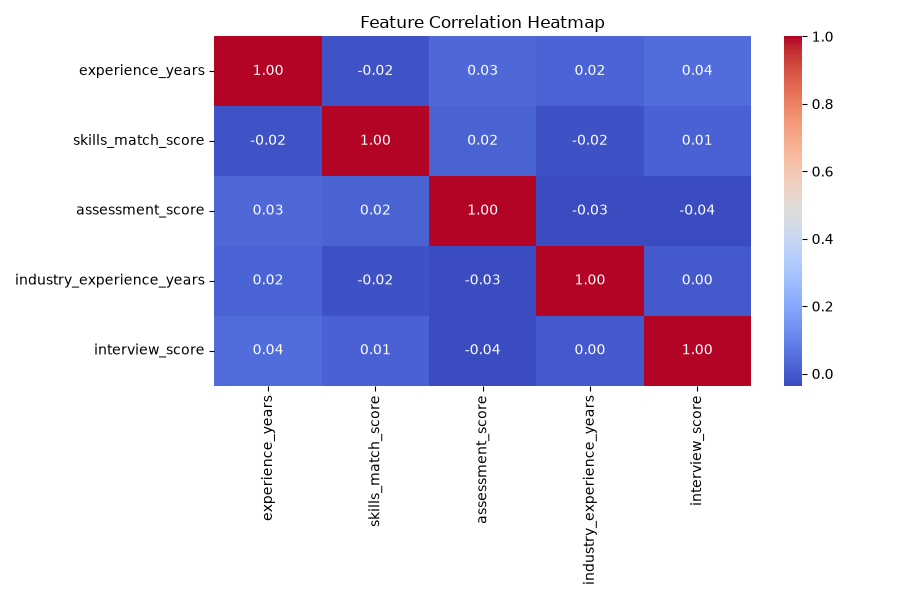 Feature Correlation Heatmap
experience_years 1.00 -0.02 0.03 0.02 0.04
skills_match_score -0.02 1.00 0.02 -0.02 0.01
assessment_score 0.03 0.02 1.00 -0.03 -0.04
industry_experience_years 0.02 -0.02 -0.03 1.00 0.00
interview_score 0.04 0.01 -0.04 0.00 1.00
experience_years
skills_match_score
assessment_score
industry_experience_years
interview_score
1.0
0.8
0.6
0.4
0.2
0.0